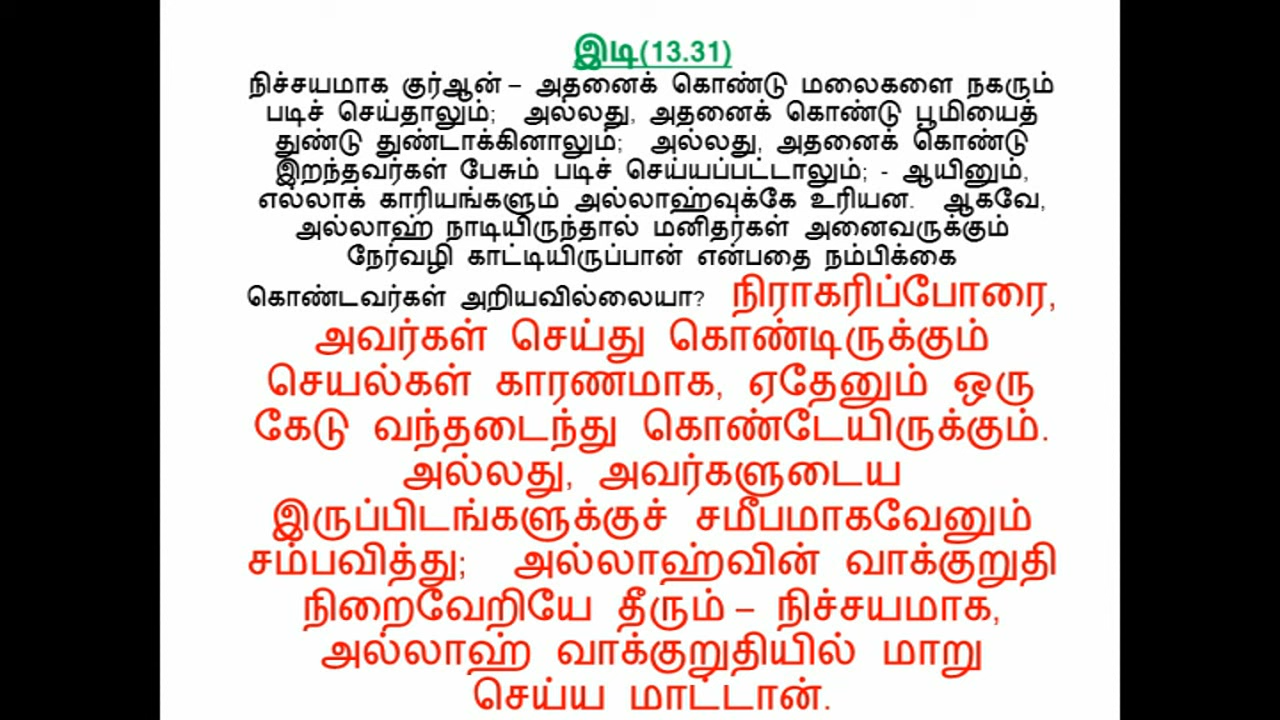 இடி(13.31)
நிச்சயமாக குர்ஆன் – அதனைக் கொண்டு மலைகளை நகரும்
படிச் செய்தாலும்; அல்லது, அதனைக் கொண்டு பூமியைத்
துண்டு துண்டாக்கினாலும்; அல்லது, அதனைக் கொண்டு
இறந்தவர்கள் பேசும் படிச் செய்யப்பட்டாலும்; - ஆயினும்,
எல்லாக் காரியங்களும் அல்லாஹ்வுக்கே உரியன. ஆகவே,
அல்லாஹ் நாடியிருந்தால் மனிதர்கள் அனைவருக்கும்
நேர்வழி காட்டியிருப்பான் என்பதை நம்பிக்கை
கொண்டவர்கள் அறியவில்லையா? நிராகரிப்போரை,
அவர்கள் செய்து கொண்டிருக்கும்
செயல்கள் காரணமாக, ஏதேனும் ஒரு
கேடு வந்தடைந்து கொண்டேயிருக்கும்.
அல்லது, அவர்களுடைய
இருப்பிடங்களுக்குச் சமீபமாகவேனும்
சம்பவித்து; அல்லாஹ்வின் வாக்குறுதி
நிறைவேறியே தீரும் – நிச்சயமாக,
அல்லாஹ் வாக்குறுதியில் மாறு
செய்ய மாட்டான்.